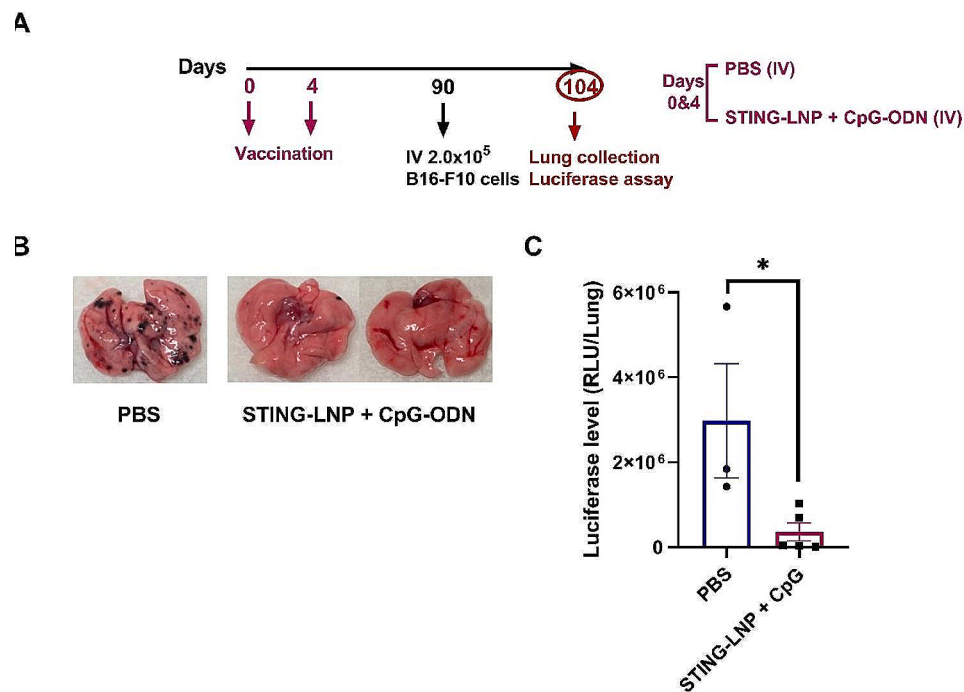 A
Days
0 4 90 104
Vaccination
IV 2.0x10⁵
B16-F10 cells
Lung collection
Luciferase assay
Days
0&4
PBS (IV)
STING-LNP + CpG-ODN (IV)
B
PBS
STING-LNP + CpG-ODN
C
*
Luciferase level (RLU/Lung)
6×10⁶
4×10⁶
2×10⁶
0
PBS
STING-LNP + CpG